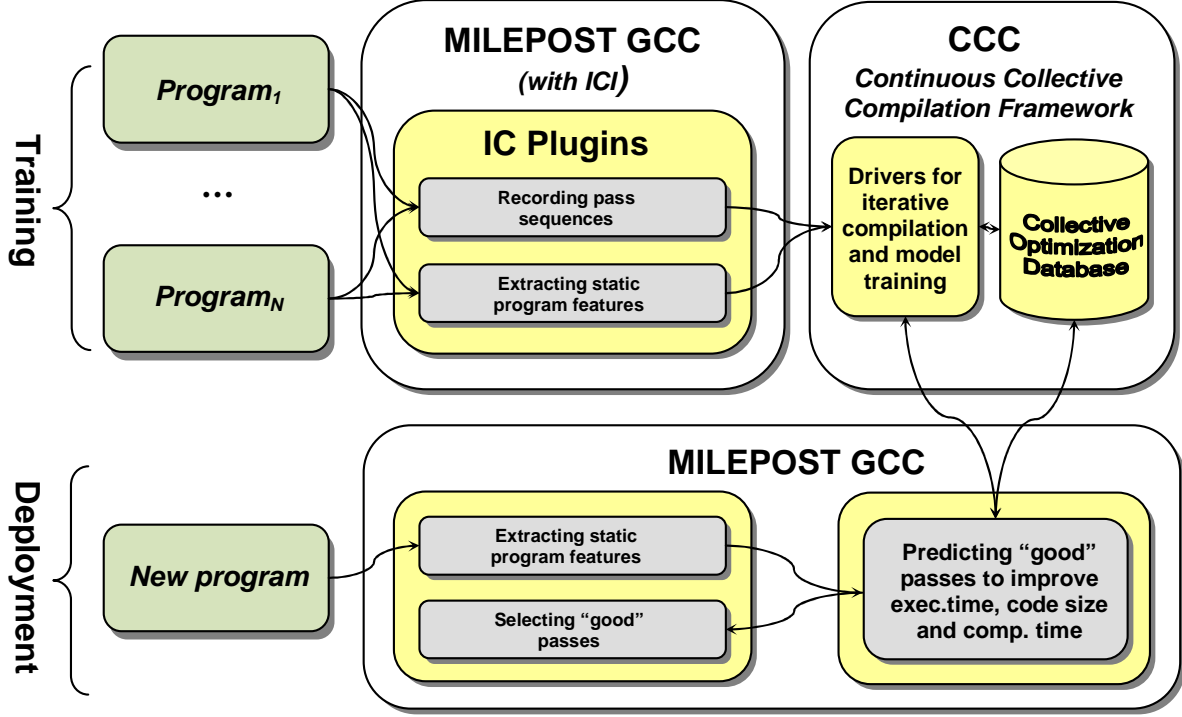 Training
Program1
...
ProgramN
MILEPOST GCC
(with ICI)
IC Plugins
Recording pass
sequences
Extracting static
program features
CCC
Continuous Collective
Compilation Framework
Drivers for
iterative
compilation
and model
training
Collective
Optimization
Database
Deployment
New program
MILEPOST GCC
Extracting static
program features
Selecting “good”
passes
Predicting “good”
passes to improve
exec.time, code size
and comp. time